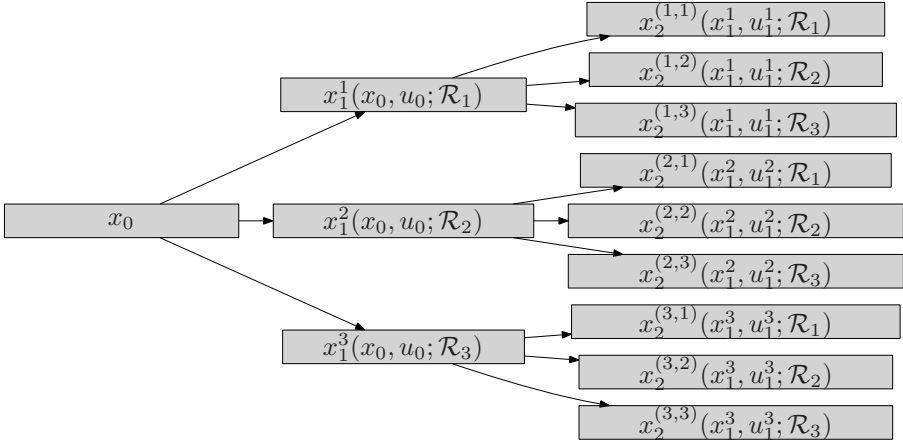 $x_0$
$x_1^1(x_0, u_0; \mathcal{R}_1)$
$x_1^2(x_0, u_0; \mathcal{R}_2)$
$x_1^3(x_0, u_0; \mathcal{R}_3)$
$x_2^{(1,1)}(x_1^1, u_1^1; \mathcal{R}_1)$
$x_2^{(1,2)}(x_1^1, u_1^1; \mathcal{R}_2)$
$x_2^{(1,3)}(x_1^1, u_1^1; \mathcal{R}_3)$
$x_2^{(2,1)}(x_1^2, u_1^2; \mathcal{R}_1)$
$x_2^{(2,2)}(x_1^2, u_1^2; \mathcal{R}_2)$
$x_2^{(2,3)}(x_1^2, u_1^2; \mathcal{R}_3)$
$x_2^{(3,1)}(x_1^3, u_1^3; \mathcal{R}_1)$
$x_2^{(3,2)}(x_1^3, u_1^3; \mathcal{R}_2)$
$x_2^{(3,3)}(x_1^3, u_1^3; \mathcal{R}_3)$